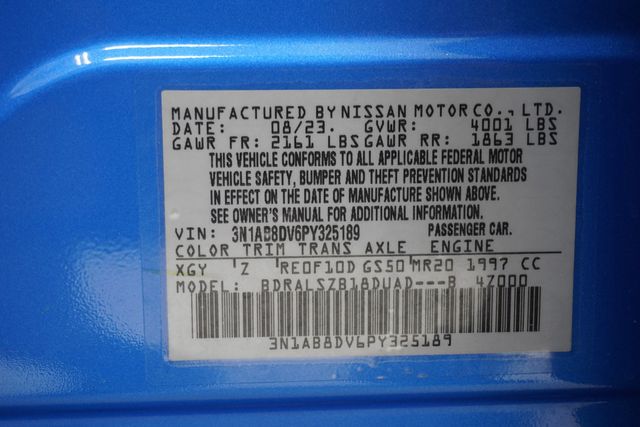 MANUFACTURED BY NISSAN MOTOR CO., LTD.
DATE: 08/23. GVWR: 4001 LBS
GAWR FR: 2161 LBS GAWR RR: 1863 LBS
THIS VEHICLE CONFORMS TO ALL APPLICABLE FEDERAL MOTOR
VEHICLE SAFETY, BUMPER AND THEFT PREVENTION STANDARDS
IN EFFECT ON THE DATE OF MANUFACTURE SHOWN ABOVE.
SEE OWNER'S MANUAL FOR ADDITIONAL INFORMATION.
VIN: 3N1AB8DV6PY325189 PASSENGER CAR.
COLOR TRIM TRANS AXLE ENGINE
XGY Z RE0F10D GS50 MR20 1997 CC
MODEL: BDRALSZB18DUAD---B 4Z000
3N1AB8DV6PY325189